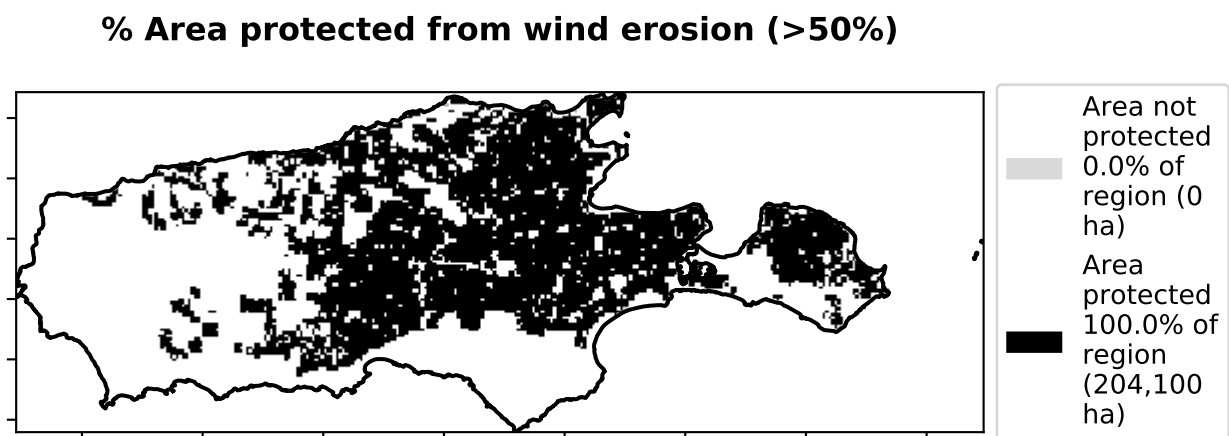 % Area protected from wind erosion (>50%)
Area not
protected
0.0% of
region (0
ha)
Area
protected
100.0% of
region
(204,100
ha)